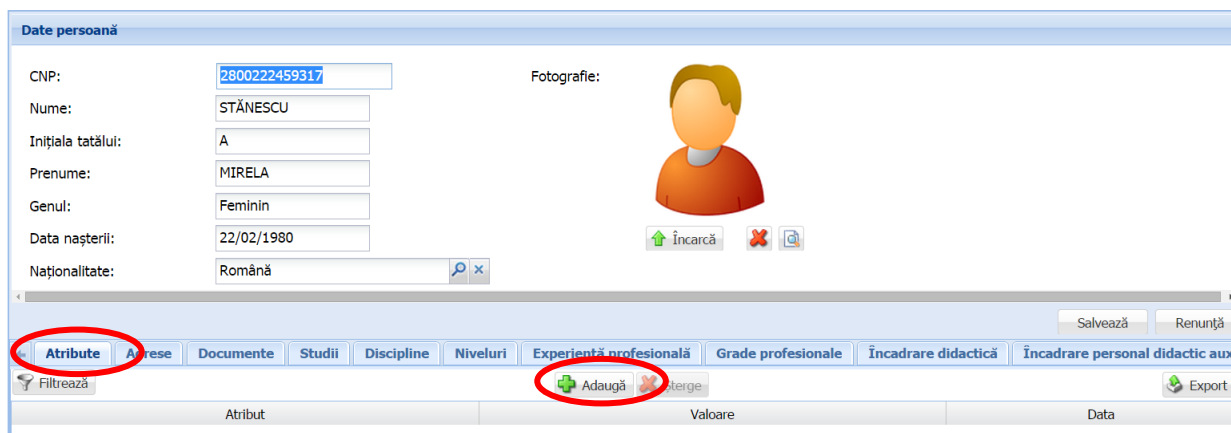 Date persoană
CNP: 2800222459317 Fotografie:
Nume: STĂNESCU
Inițiala tatălui: A
Prenume: MIRELA
Genul: Feminin
Data nașterii: 22/02/1980
Încarcă
Naționalitate: Română
Salvează Renunță
Atribute Adrese Documente Studii Discipline Niveluri Experiență profesională Grade profesionale Încadrare didactică Încadrare personal didactic aux
Filtrează Adaugă Șterge Export
Atribut Valoare Data